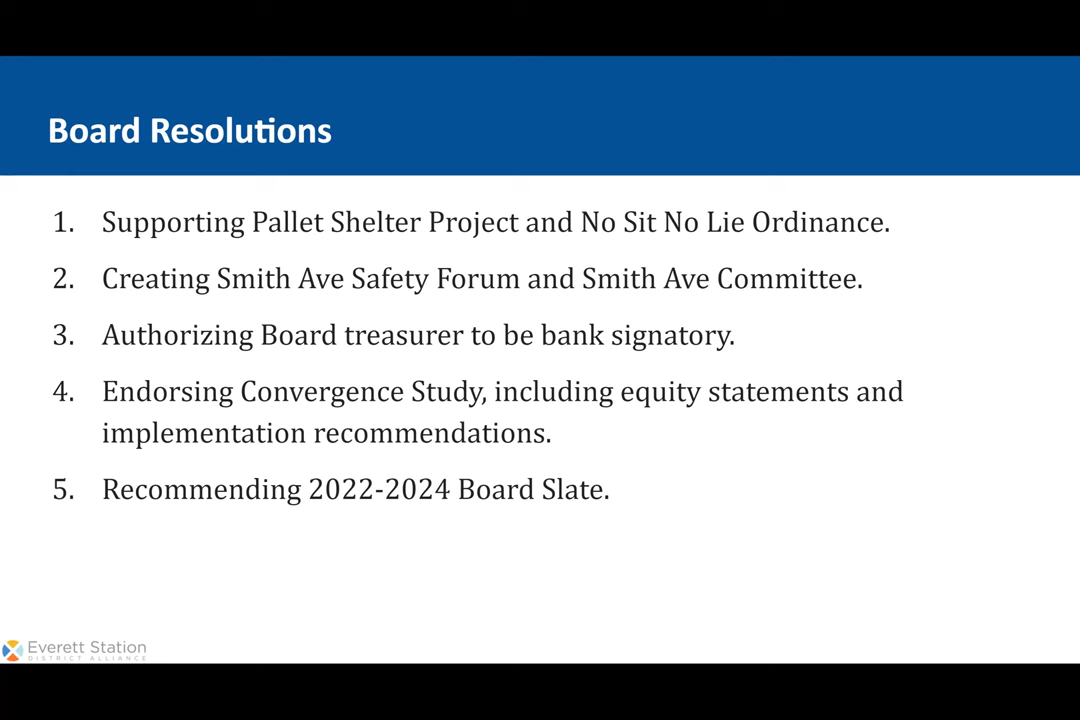 Board Resolutions
1. Supporting Pallet Shelter Project and No Sit No Lie Ordinance.
2. Creating Smith Ave Safety Forum and Smith Ave Committee.
3. Authorizing Board treasurer to be bank signatory.
4. Endorsing Convergence Study, including equity statements and
implementation recommendations.
5. Recommending 2022-2024 Board Slate.
Everett Station
DISTRICT ALLIANCE